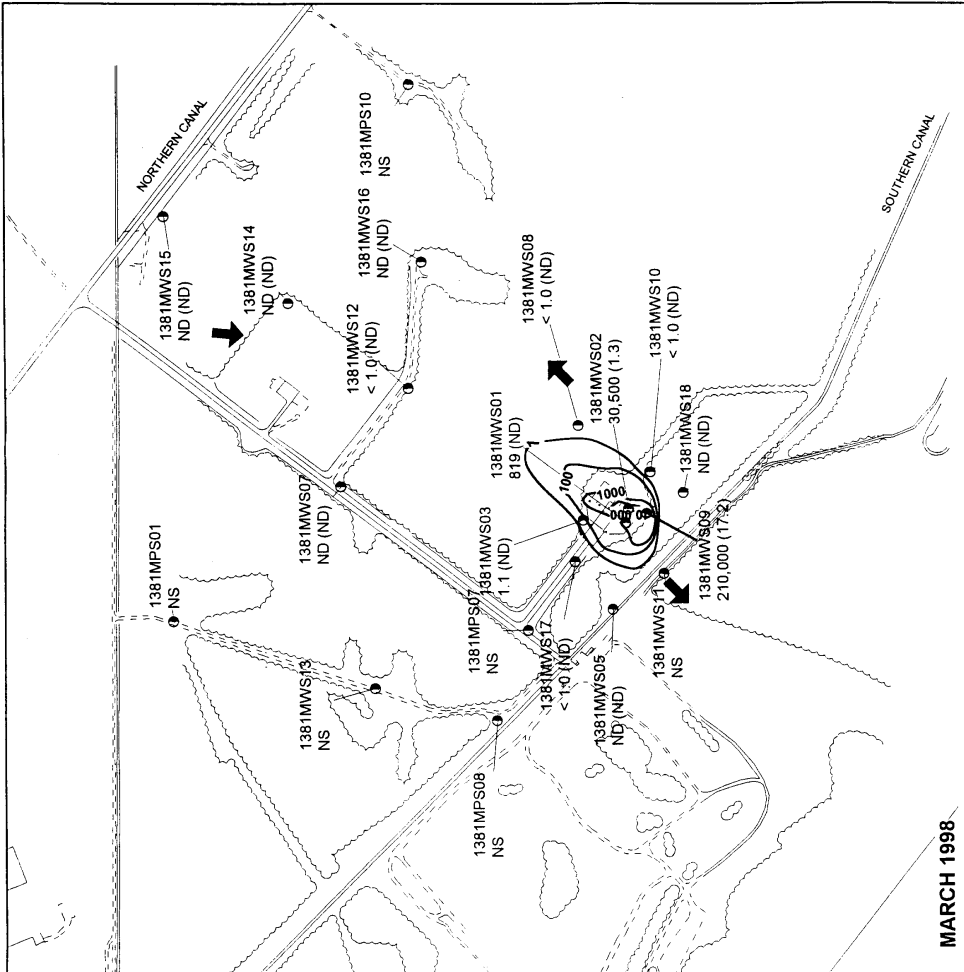 NORTHERN CANAL
1381MWS15
ND (ND)
1381MWS14
ND (ND)
1381MPS10
NS
1381MWS16
ND (ND)
1381MWS12
< 1.0 (ND)
1381MWS07
ND (ND)
1381MPS01
NS
1381MWS13
NS
1381MPS08
NS
1381MPS07
NS
1381MWS03
1.1 (ND)
1381MWS17
< 1.0 (ND)
1381MWS05
ND (ND)
1381MWS11
NS
1381MWS01
819 (ND)
1381MWS08
< 1.0 (ND)
1381MWS02
30,500 (1.3)
1381MWS10
< 1.0 (ND)
1381MWS18
ND (ND)
1381MWS09
210,000 (17.2)
1
100
1000
SOUTHERN CANAL
MARCH 1998